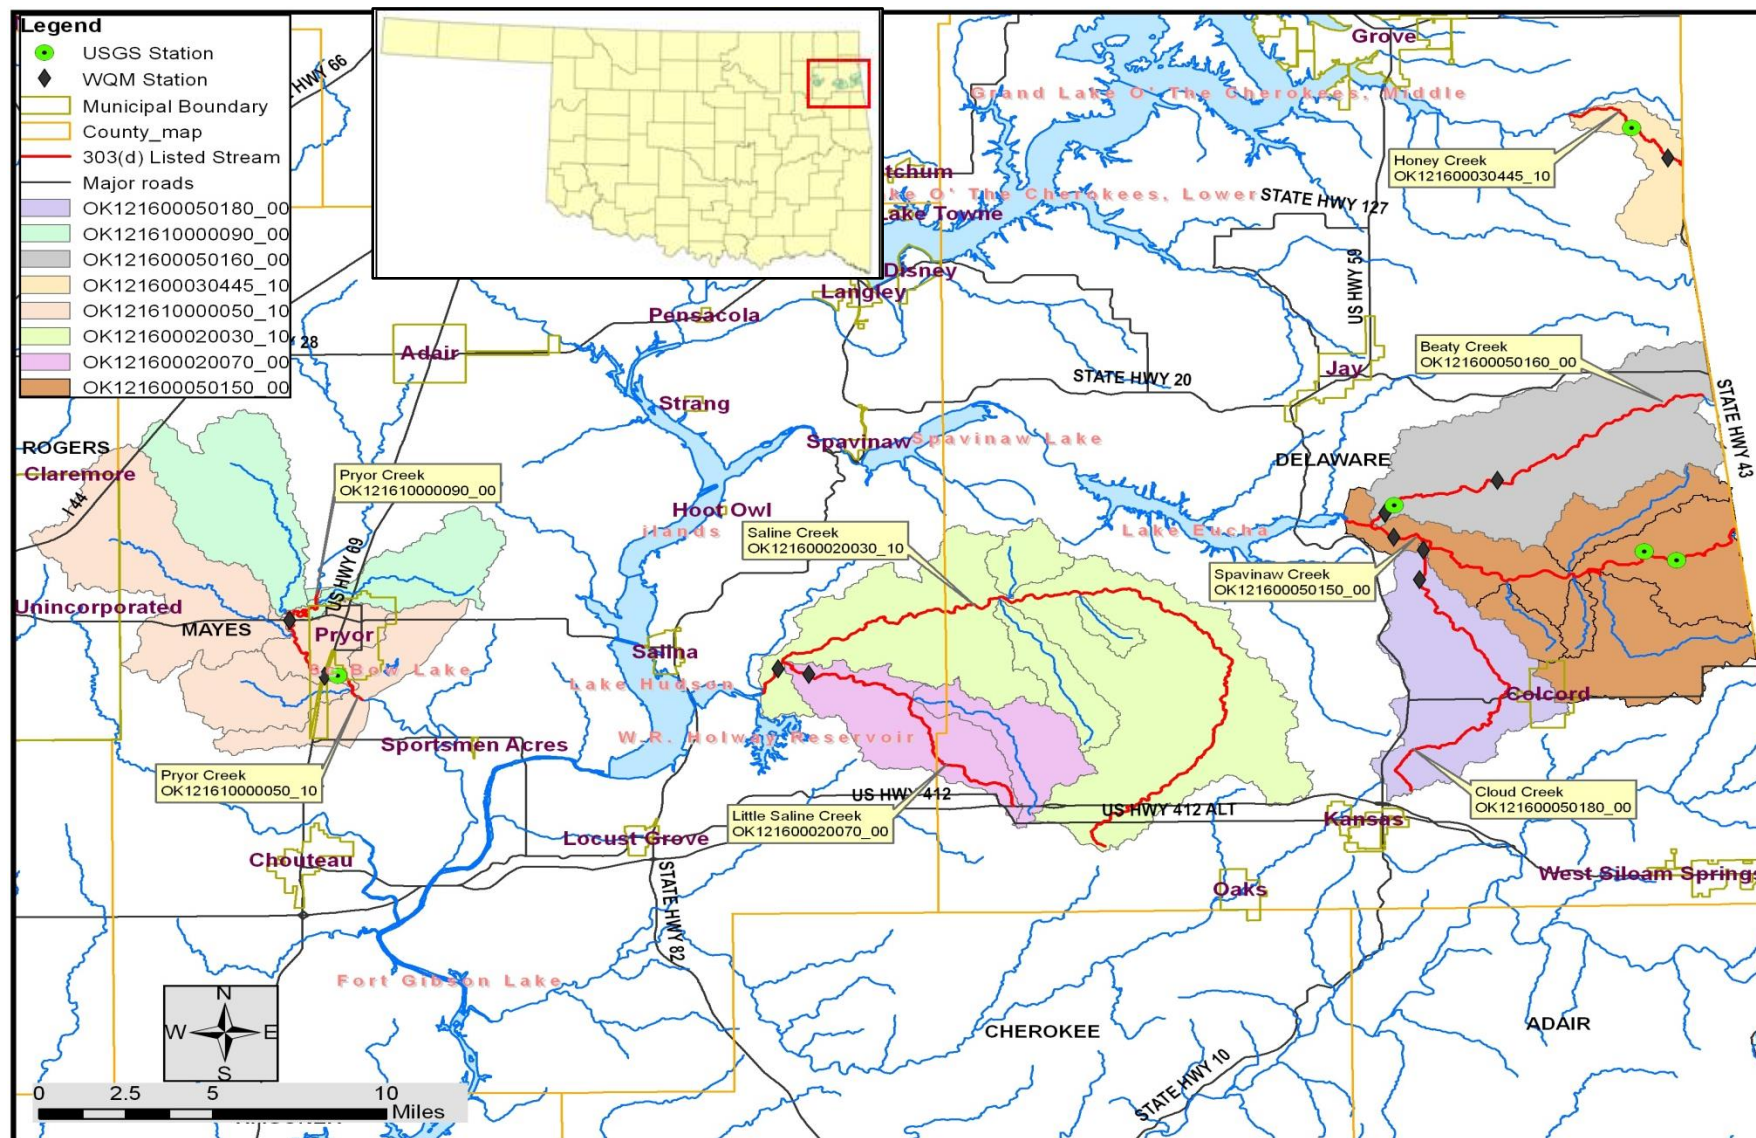 Legend
USGS Station
WQM Station
Municipal Boundary
County_map
303(d) Listed Stream
Major roads
OK121600050180_00
OK121610000090_00
OK121600050160_00
OK121600030445_10
OK121610000050_10
OK121600020030_10
OK121600020070_00
OK121600050150_00
HWY 66
28
Grove
Grand Lake O' The Cherokees, Middle
Honey Creek
OK121600030445_10
tchum
ke O' The Cherokees, Lower
STATE HWY 127
Lake Towne
Disney
Langley
US HWY 59
Pensacola
Adair
Beaty Creek
OK121600050160_00
Jay
STATE HWY 20
STATE HWY 43
Strang
Spavinaw
Spavinaw Lake
ROGERS
Claremore
I 44
Pryor Creek
OK121610000090_00
DELAWARE
Hoot Owl
ilands
Saline Creek
OK121600020030_10
Lake Eucha
US HWY 69
Spavinaw Creek
OK121600050150_00
Unincorporated
MAYES
Pryor
Salina
Bow Lake
Lake Hudson
Colcord
W.R. Holway Reservoir
Sportsmen Acres
Pryor Creek
OK121610000050_10
US HWY 412
US HWY 412 ALT
Cloud Creek
OK121600050180_00
Little Saline Creek
OK121600020070_00
Kansas
Locust Grove
Chouteau
West Siloam Springs
Oaks
STATE HWY 82
Fort Gibson Lake
N
W E
S
CHEROKEE
ADAIR
STATE HWY 10
0 2.5 5 10
Miles